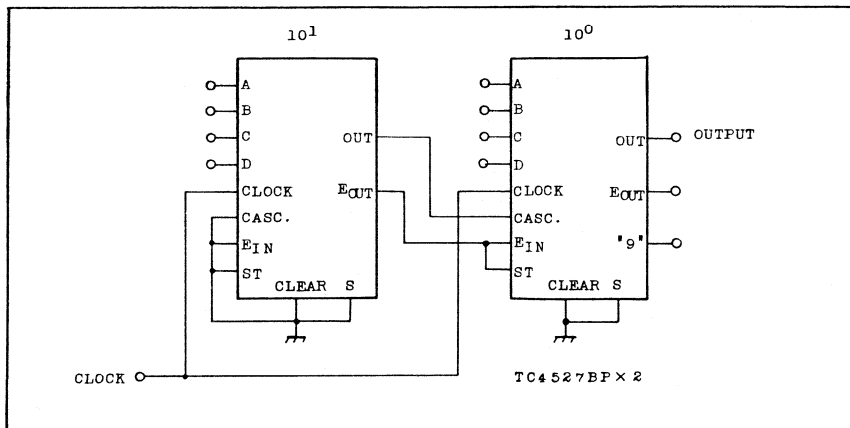 10¹
A
B
C
D
CLOCK
CASC.
E_IN
ST
CLEAR S
OUT
E_OUT
10⁰
A
B
C
D
CLOCK
CASC.
E_IN
ST
CLEAR S
OUT
E_OUT
"9"
OUTPUT
CLOCK
TC4527BP×2